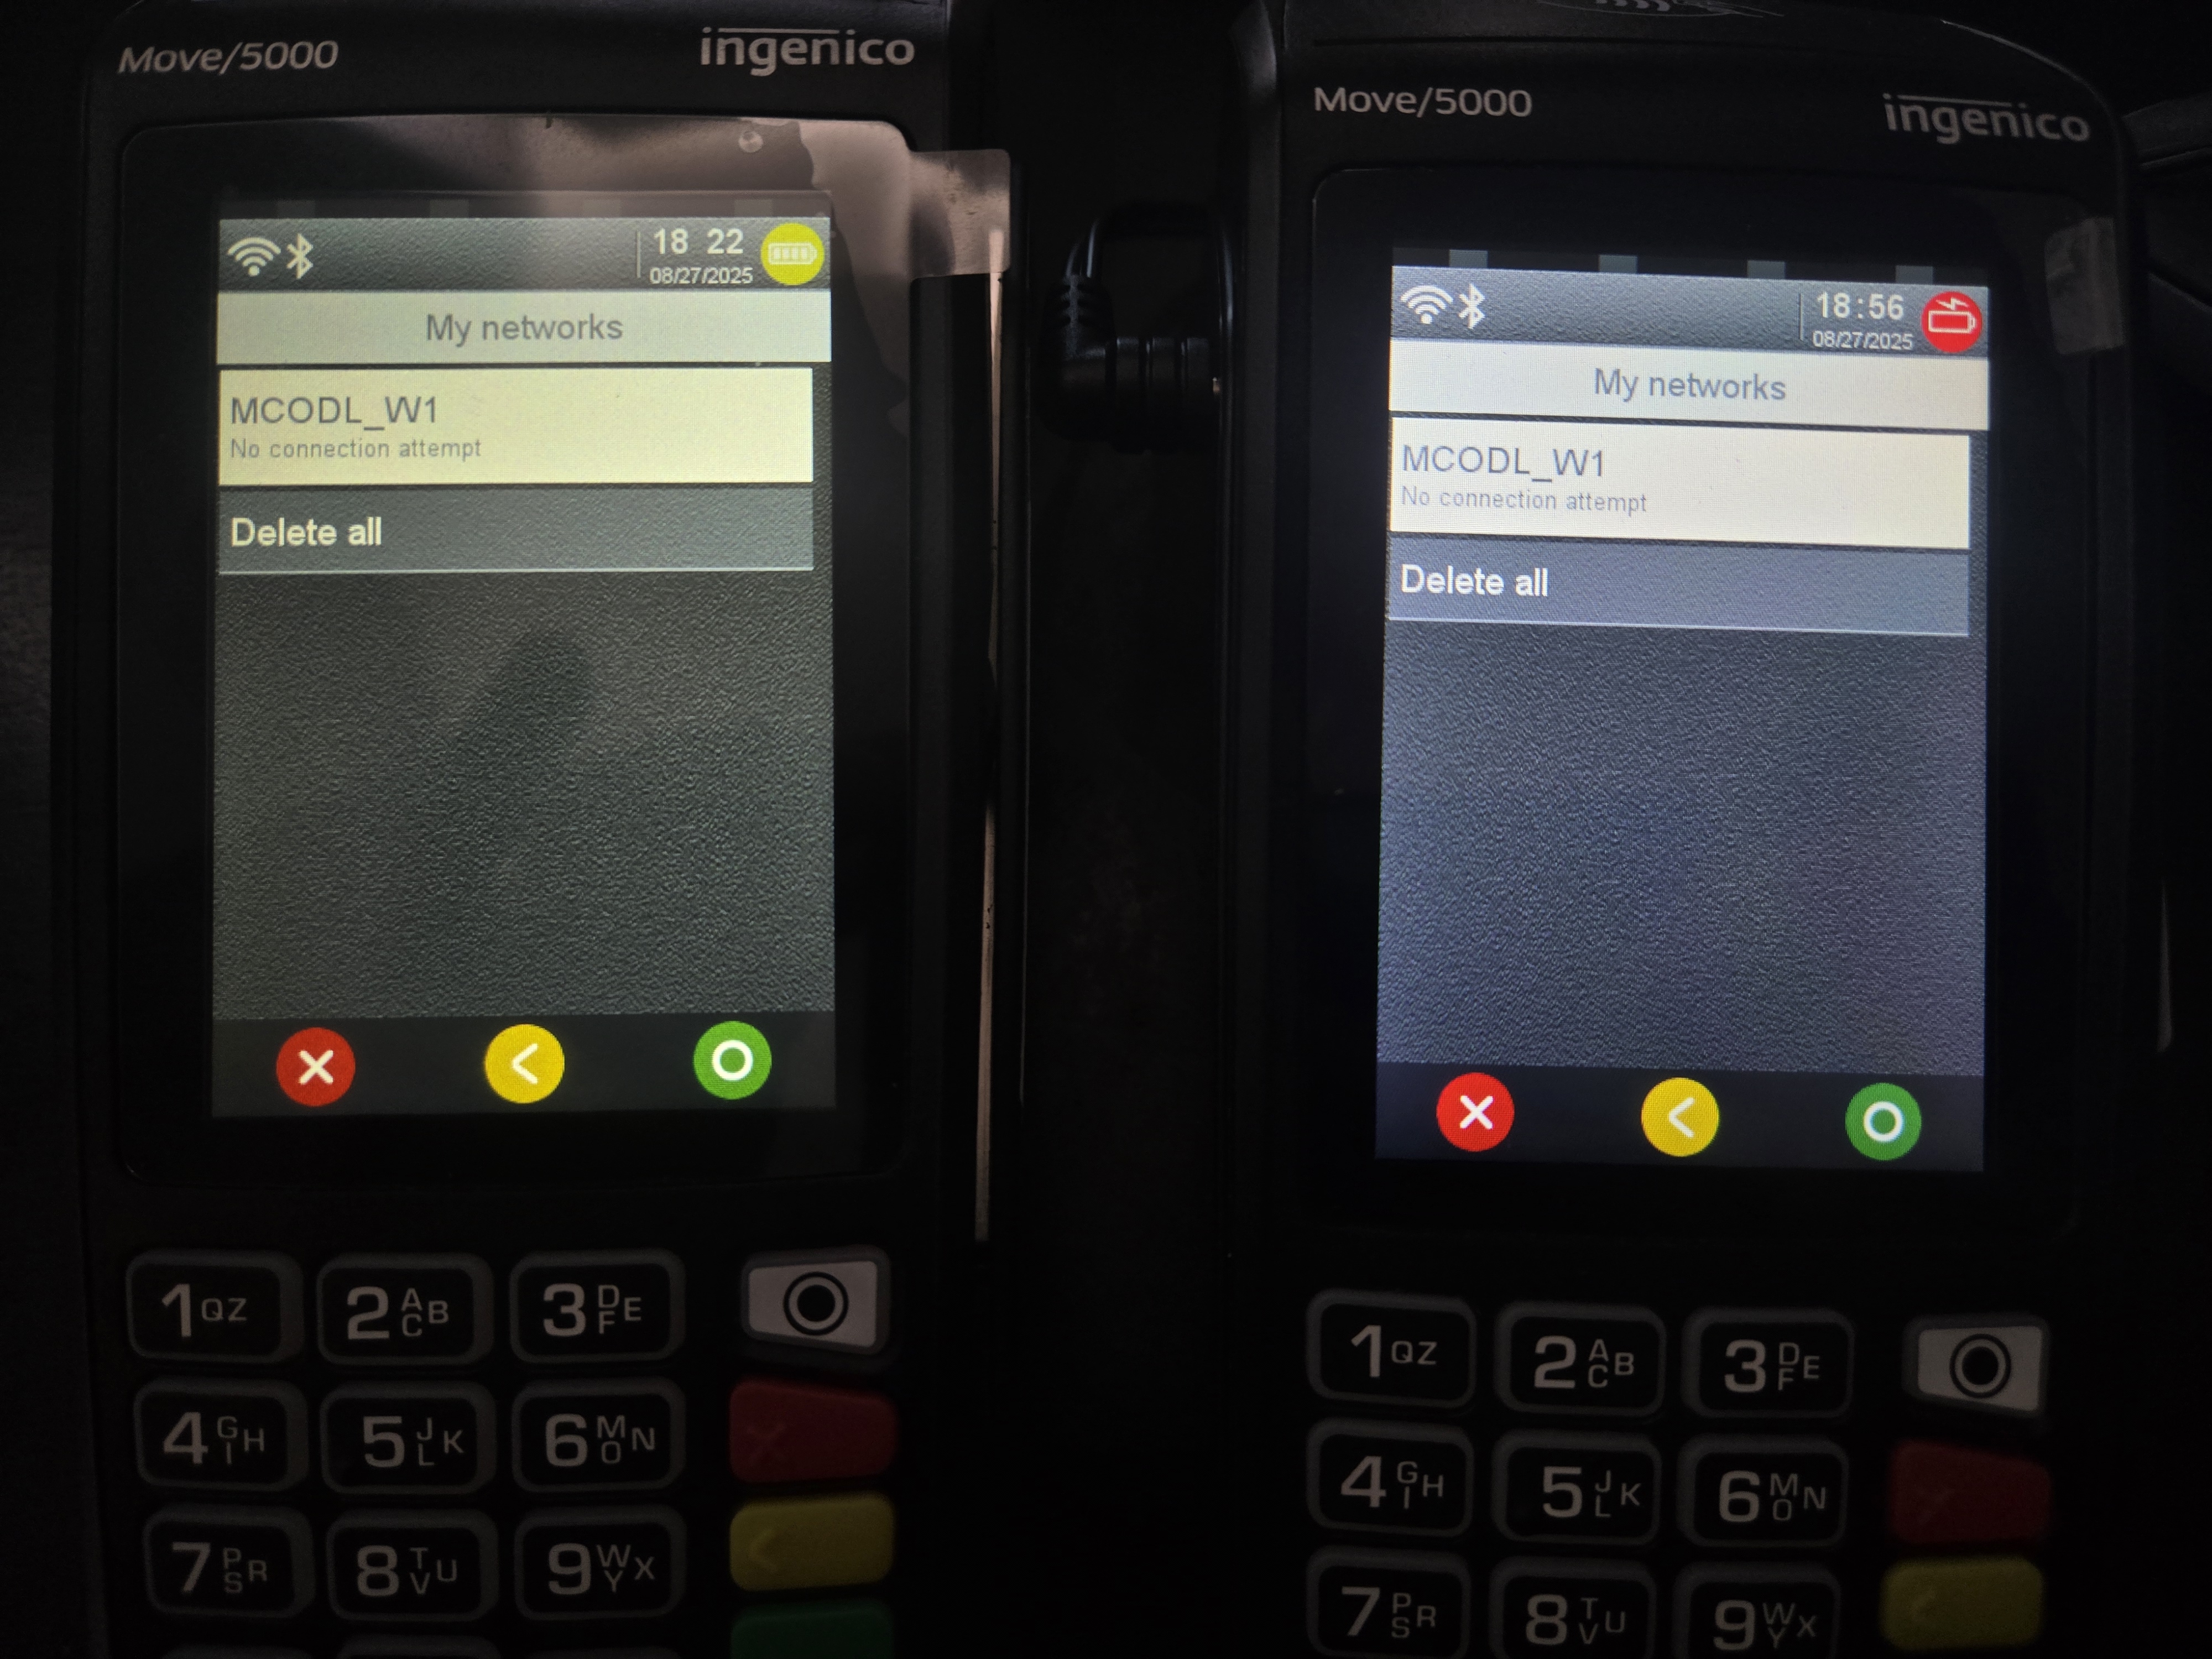 Move/5000
ingenico
18 22
08/27/2025
My networks
MCODL_W1
No connection attempt
Delete all
1 QZ
2 ABC
3 DEF
4 GHI
5 JKL
6 MNO
7 PRS
8 TUV
9 WXY
Move/5000
ingenico
18:56
08/27/2025
My networks
MCODL_W1
No connection attempt
Delete all
1 QZ
2 ABC
3 DEF
4 GHI
5 JKL
6 MNO
7 PRS
8 TUV
9 WXY